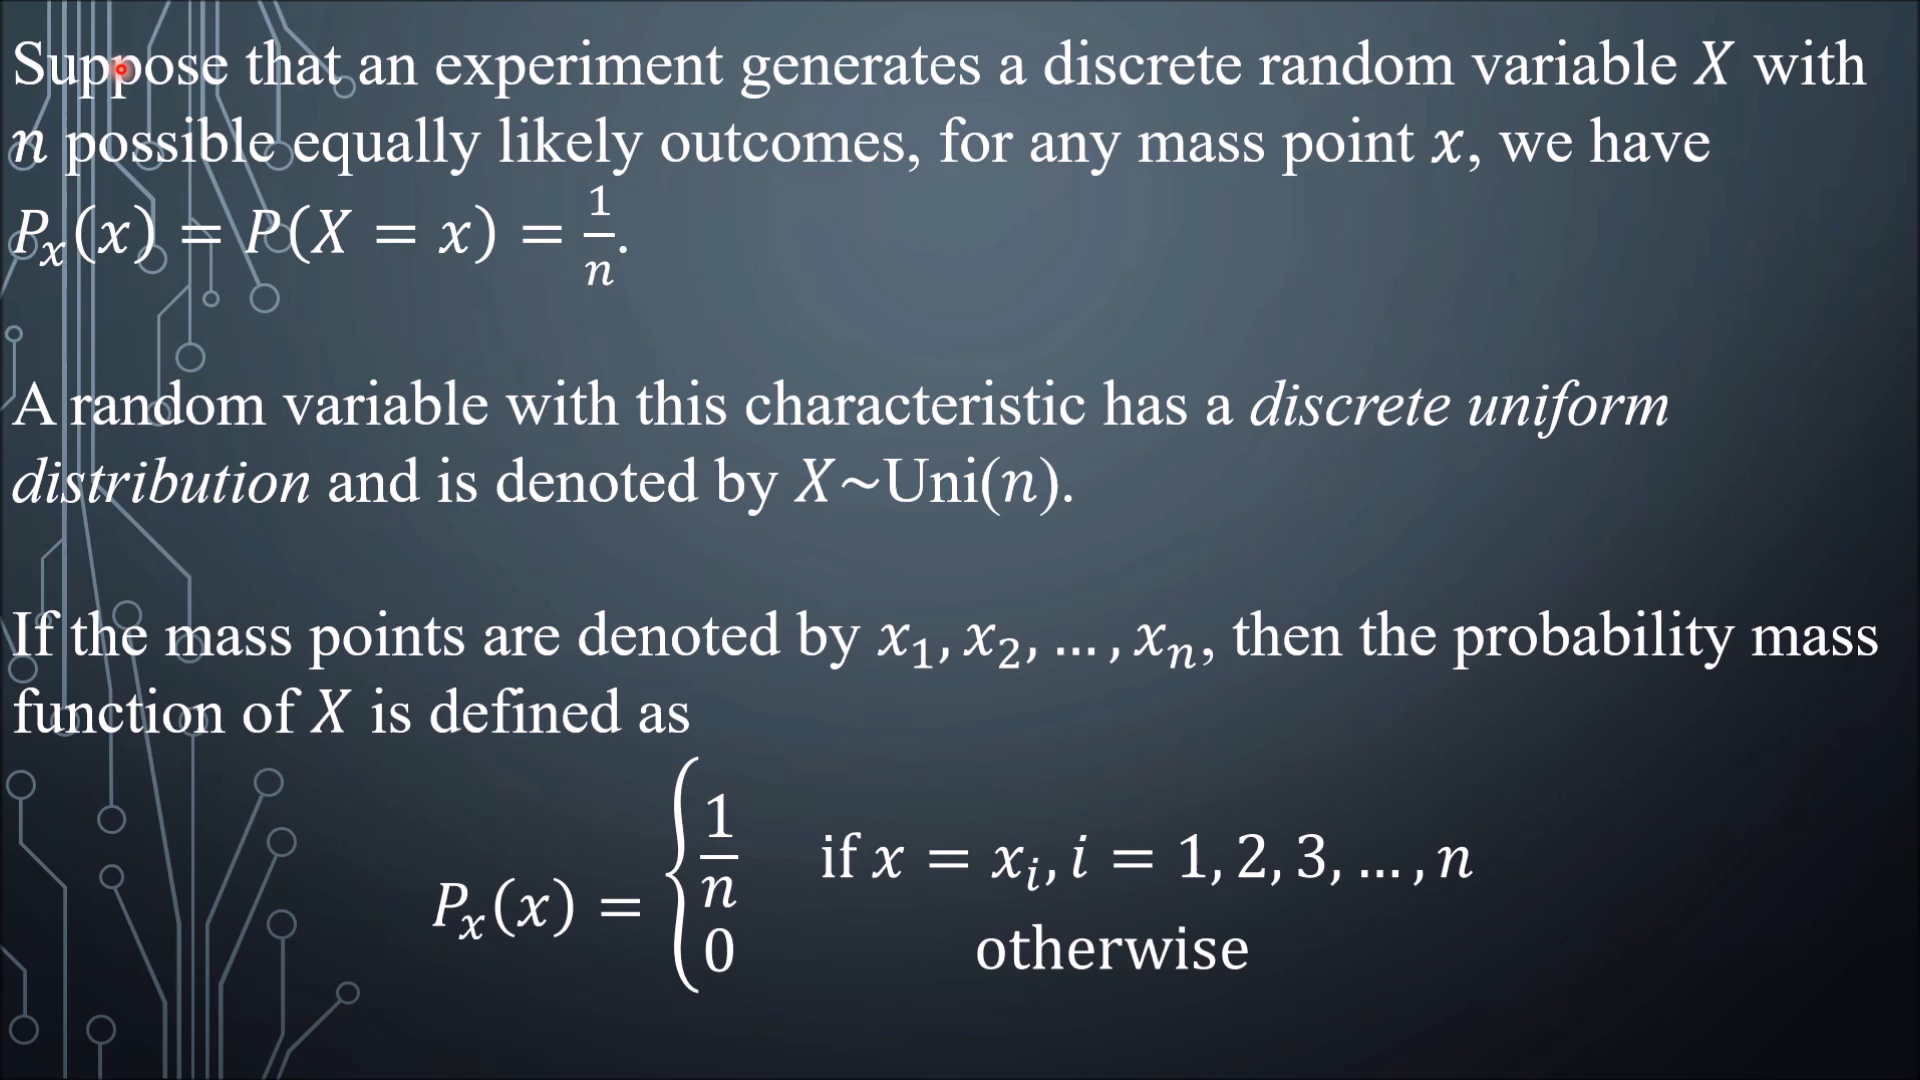 Suppose that an experiment generates a discrete random variable X with
n possible equally likely outcomes, for any mass point x, we have
Pₓ(x) = P(X = x) = 1/n.
A random variable with this characteristic has a discrete uniform
distribution and is denoted by X~Uni(n).
If the mass points are denoted by x₁, x₂, … , xₙ, then the probability mass
function of X is defined as
Pₓ(x) = { 1/n if x = xᵢ, i = 1, 2, 3, … , n
0 otherwise